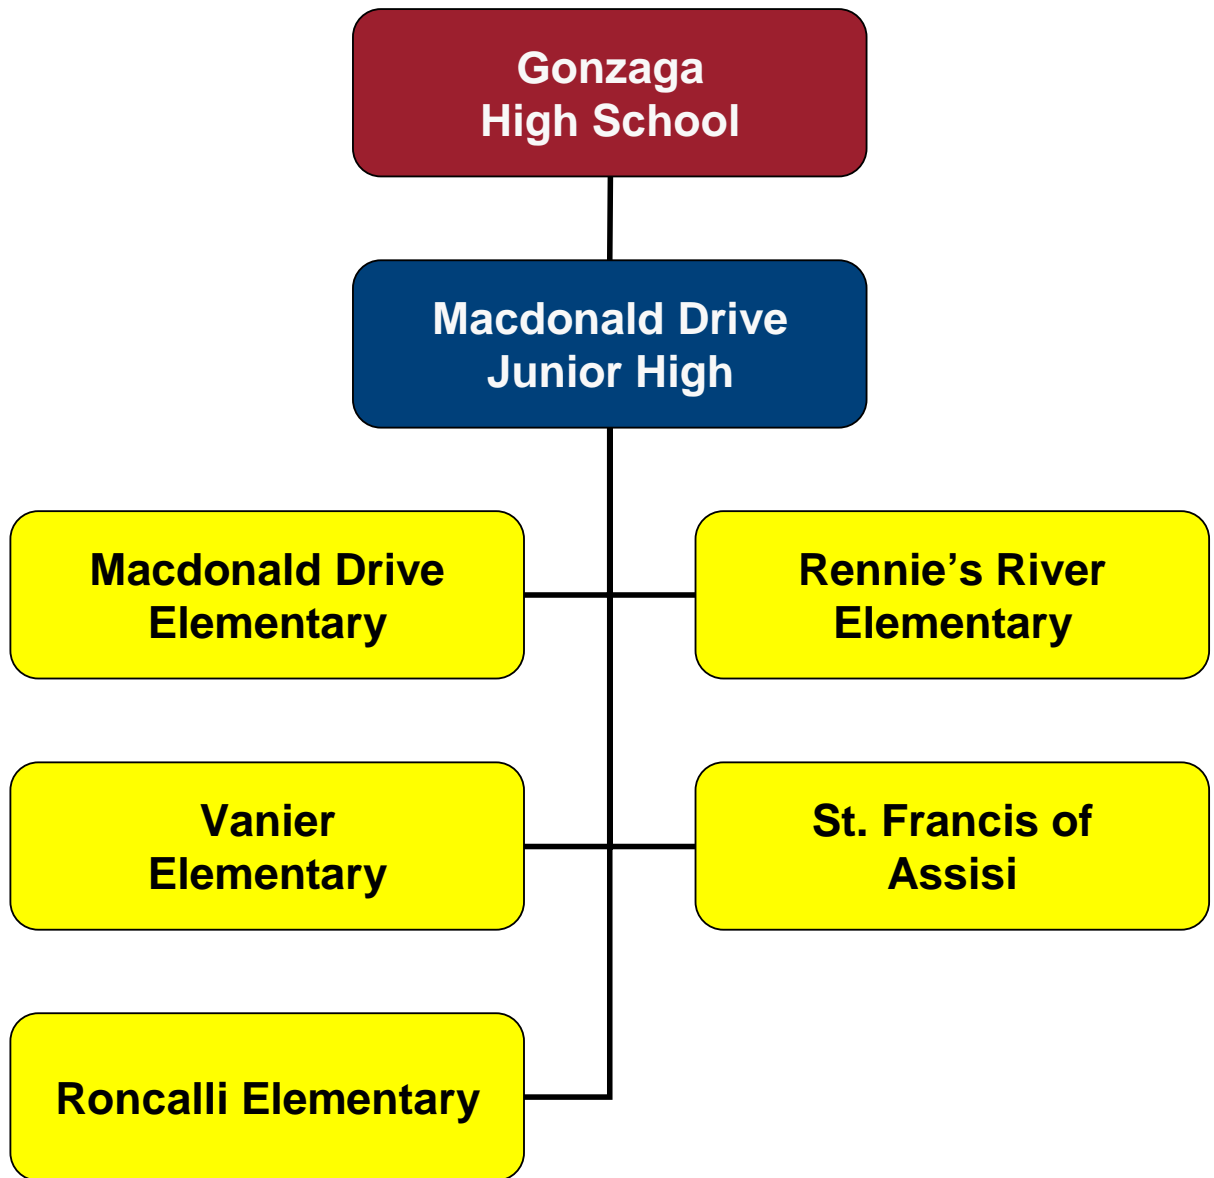 Gonzaga
High School
Macdonald Drive
Junior High
Macdonald Drive
Elementary
Rennie’s River
Elementary
Vanier
Elementary
St. Francis of
Assisi
Roncalli Elementary